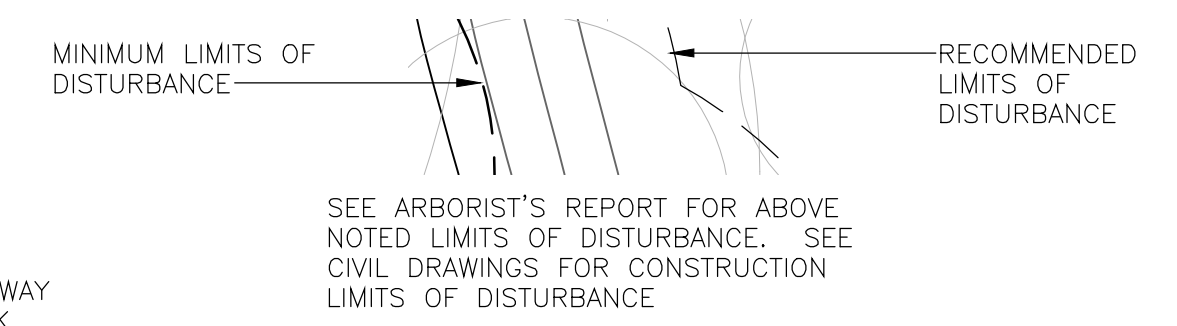 MINIMUM LIMITS OF
DISTURBANCE
RECOMMENDED
LIMITS OF
DISTURBANCE
SEE ARBORIST'S REPORT FOR ABOVE
NOTED LIMITS OF DISTURBANCE. SEE
CIVIL DRAWINGS FOR CONSTRUCTION
LIMITS OF DISTURBANCE
WAY